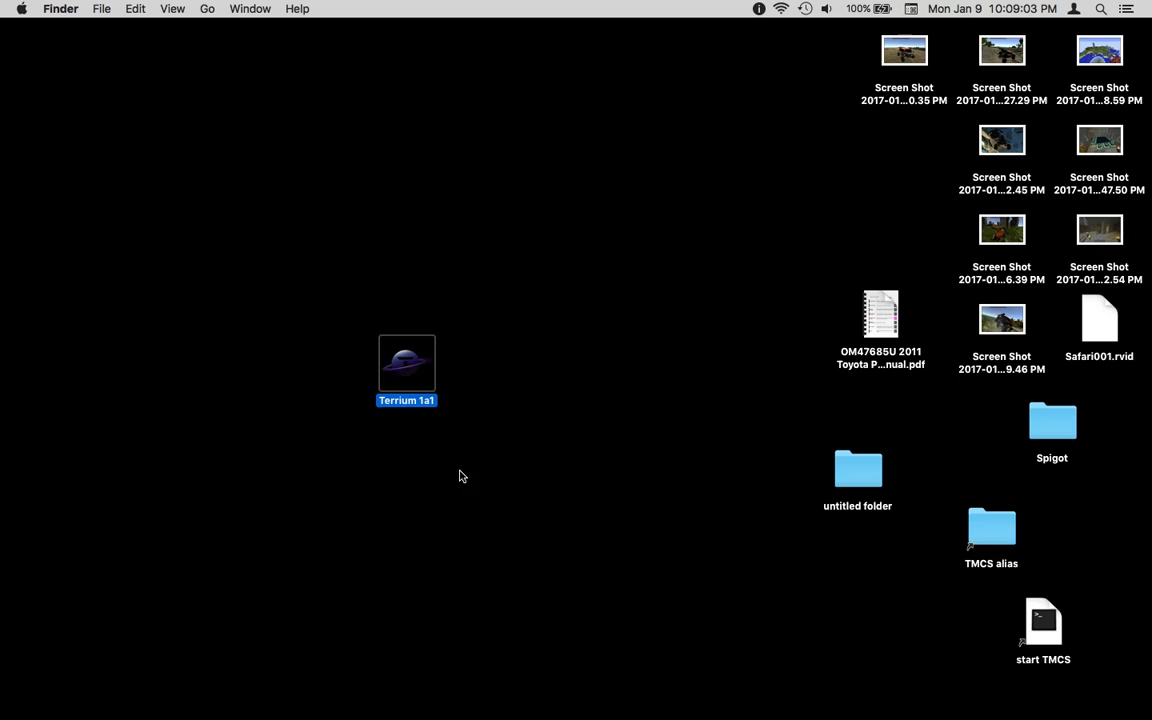 Finder File Edit View Go Window Help 100% Mon Jan 9 10:09:03 PM
Screen Shot
2017-01...0.35 PM
Screen Shot
2017-01...27.29 PM
Screen Shot
2017-01...8.59 PM
Screen Shot
2017-01...2.45 PM
Screen Shot
2017-01...47.50 PM
Screen Shot
2017-01...6.39 PM
Screen Shot
2017-01...2.54 PM
OM47685U 2011
Toyota P...nual.pdf
Screen Shot
2017-01...9.46 PM
Safari001.rvid
Terrium 1a1
Spigot
untitled folder
TMCS alias
start TMCS